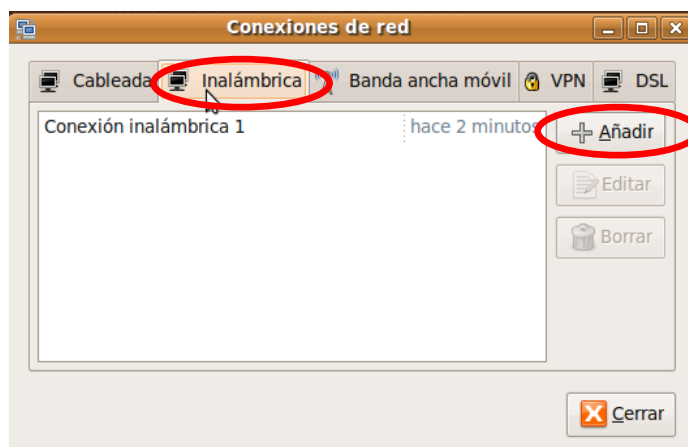 Conexiones de red
Cableada Inalámbrica Banda ancha móvil VPN DSL
Conexión inalámbrica 1 hace 2 minutos
Añadir
Editar
Borrar
Cerrar